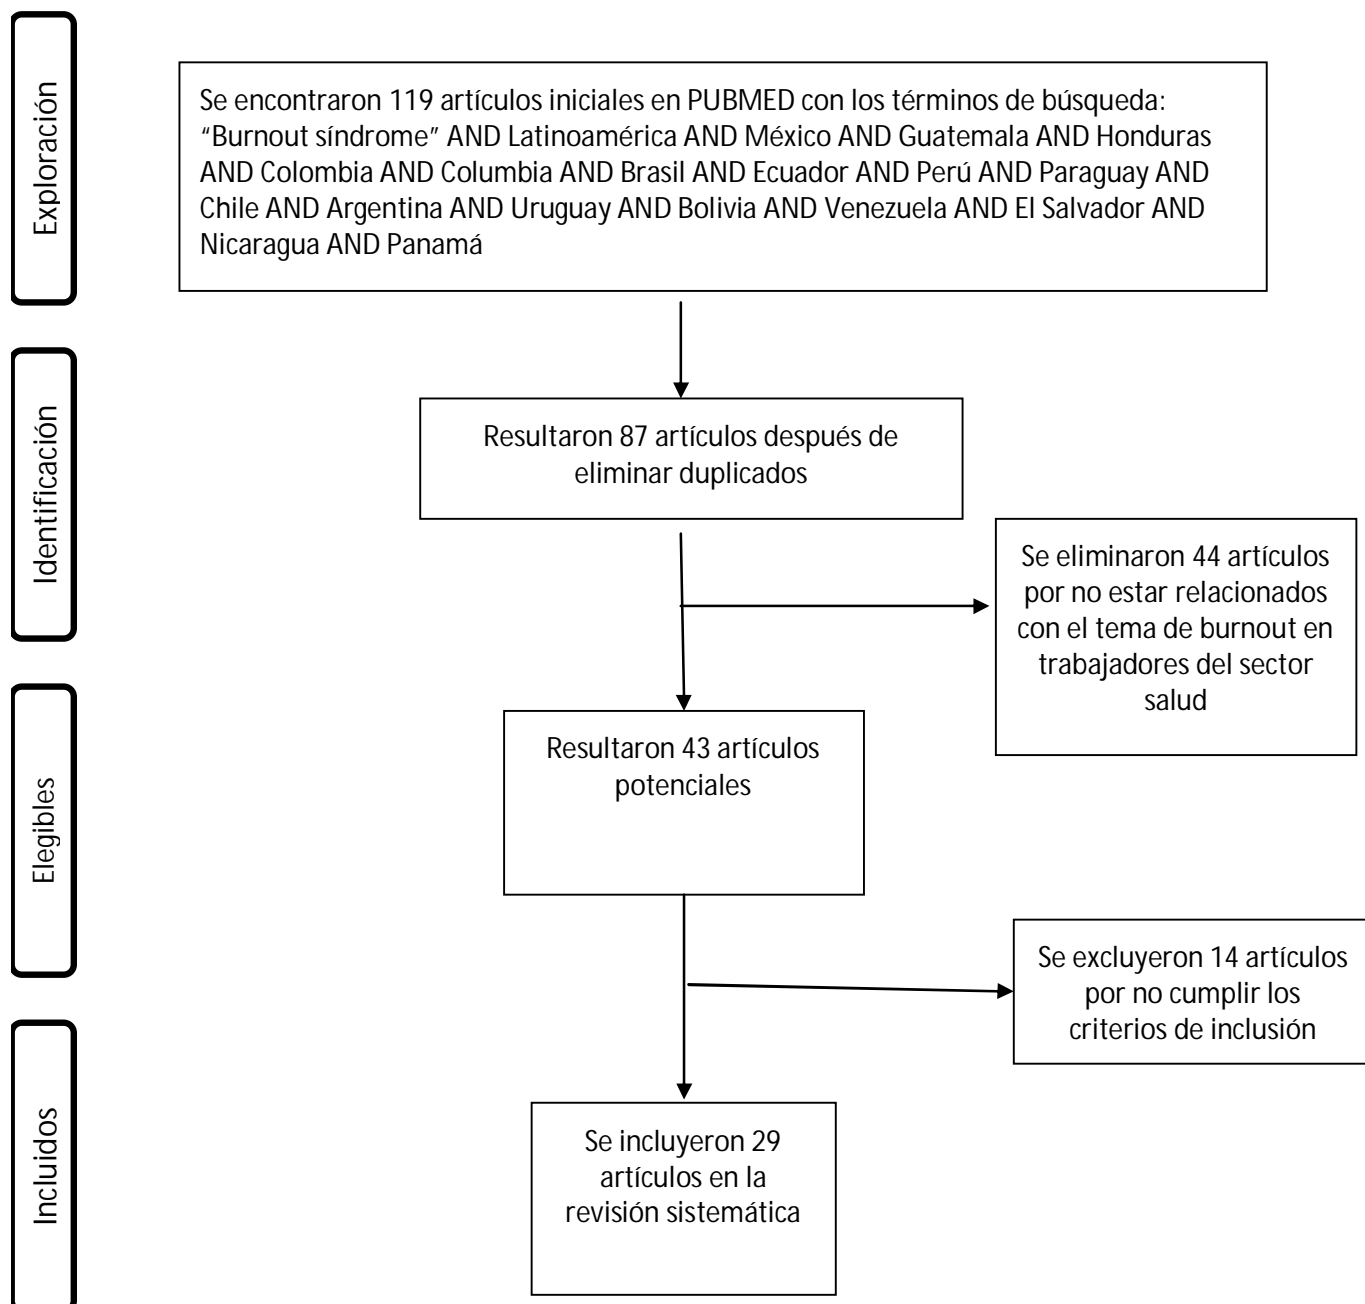 Exploración
Se encontraron 119 artículos iniciales en PUBMED con los términos de búsqueda:
“Burnout síndrome” AND Latinoamérica AND México AND Guatemala AND Honduras
AND Colombia AND Columbia AND Brasil AND Ecuador AND Perú AND Paraguay AND
Chile AND Argentina AND Uruguay AND Bolivia AND Venezuela AND El Salvador AND
Nicaragua AND Panamá
Identificación
Resultaron 87 artículos después de
eliminar duplicados
Se eliminaron 44 artículos
por no estar relacionados
con el tema de burnout en
trabajadores del sector
salud
Elegibles
Resultaron 43 artículos
potenciales
Se excluyeron 14 artículos
por no cumplir los
criterios de inclusión
Incluidos
Se incluyeron 29
artículos en la
revisión sistemática